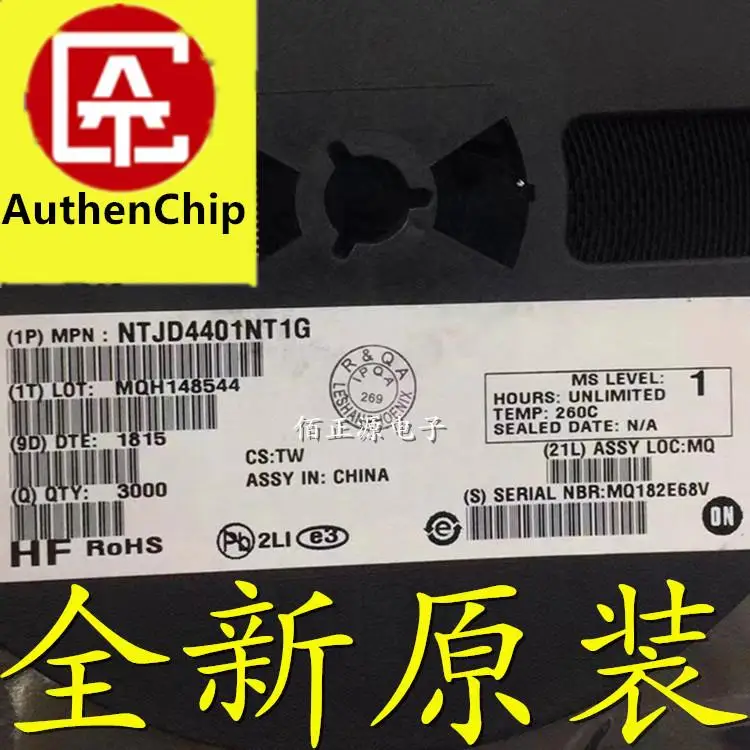 AuthenChip
(1P) MPN : NTJD4401NT1G
(1T) LOT: MQH148544
(9D) DTE: 1815
(Q) QTY: 3000
HF RoHS
R & Q A
I P Q A
269
LESHAN PHOENIX
佰正源电子
CS:TW
ASSY IN: CHINA
Pb 2LI e3
MS LEVEL: 1
HOURS: UNLIMITED
TEMP: 260C
SEALED DATE: N/A
(21L) ASSY LOC:MQ
(S) SERIAL NBR:MQ182E68V
e
ON
全新原装